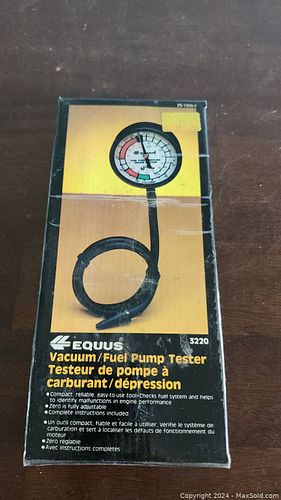 EQUUS
3220
Vacuum/Fuel Pump Tester
Testeur de pompe à
carburant/dépression
•Compact, reliable, easy-to-use tool-Checks fuel system and helps
to identify malfunctions in engine performance
•Zero is fully adjustable
•Complete instructions included
•Un outil compact, fiable et facile à utiliser. Vérifie le système de
carburation et sert à localiser les défauts de fonctionnement du
moteur
•Zéro réglable
•Avec instructions complètes
Copyright 2024 - MaxSold.com